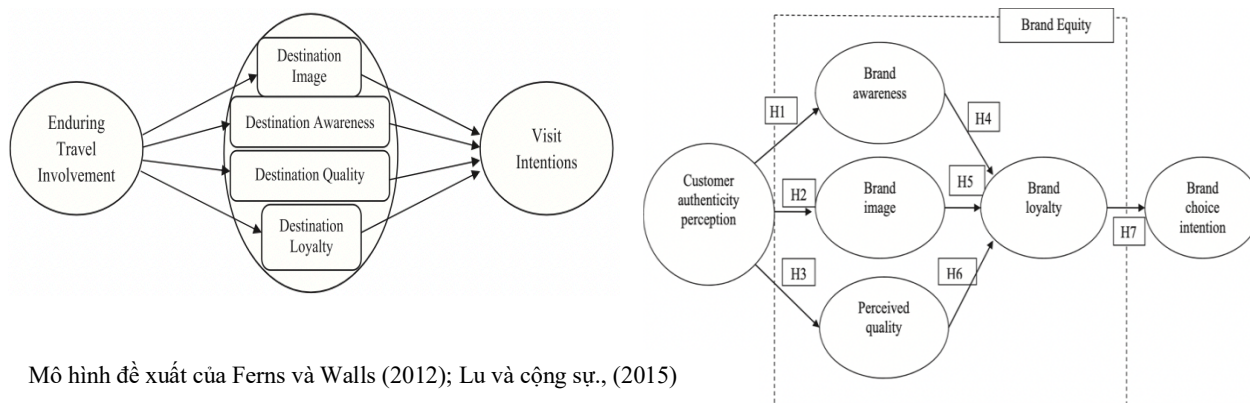 Enduring
Travel
Involvement
Destination
Image
Destination Awareness
Destination Quality
Destination
Loyalty
Visit
Intentions
Brand Equity
Customer
authenticity
perception
H1
H2
H3
Brand
awareness
Brand
image
Perceived
quality
H4
H5
H6
Brand
loyalty
H7
Brand
choice
intention
Mô hình đề xuất của Ferns và Walls (2012); Lu và cộng sự., (2015)